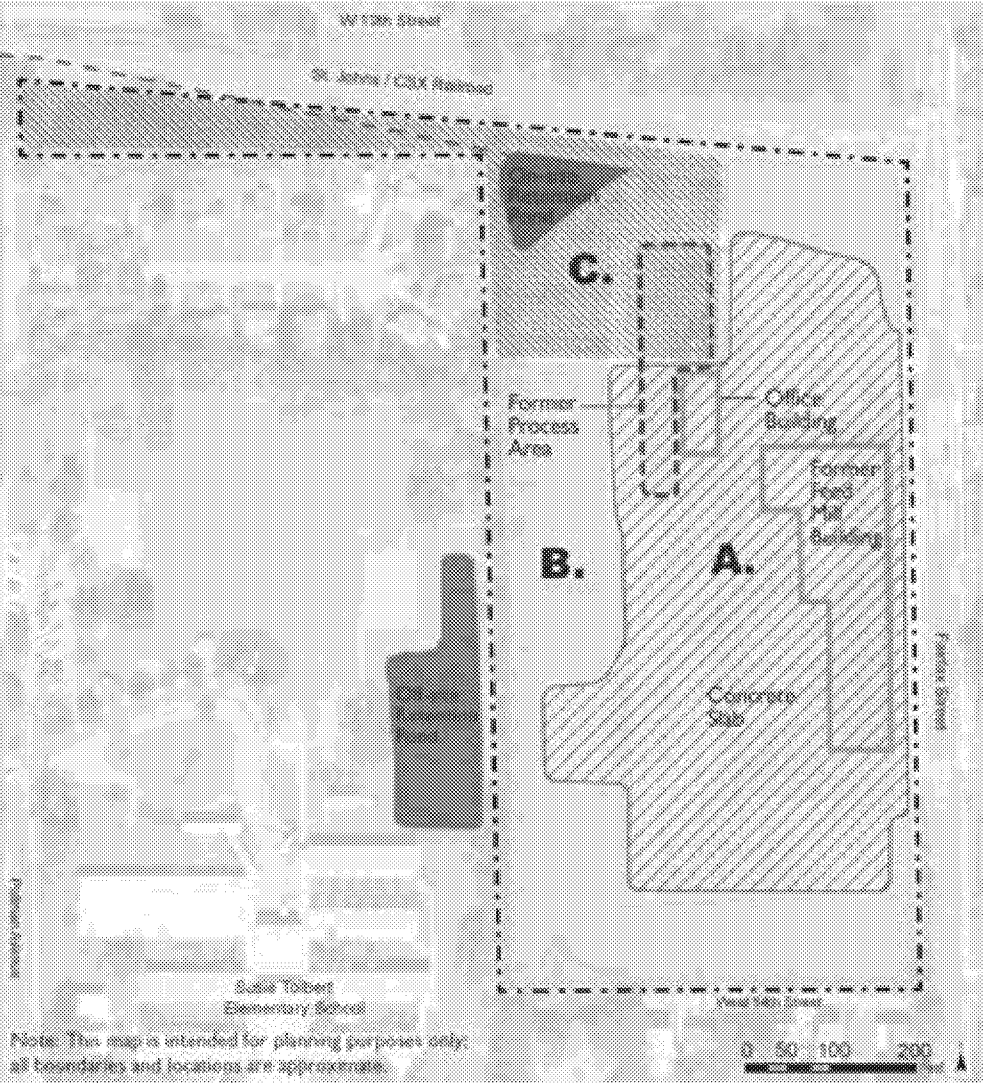 W 13th Street
St. Johns / CSX Railroad
C.
Former
Process
Area
Office
Building
Former
Feed
Mill
Building
B.
A.
Concrete
Slab
Fairfax Street
Susie Tolbert
Elementary School
West 14th Street
Note: This map is intended for planning purposes only;
all boundaries and locations are approximate.
0 50 100 200